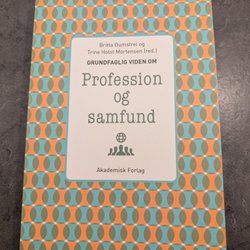 Britta Dumstrei og
Trine Holst Mortensen (red.)
GRUNDFAGLIG VIDEN OM
Profession
og
samfund
Akademisk Forlag